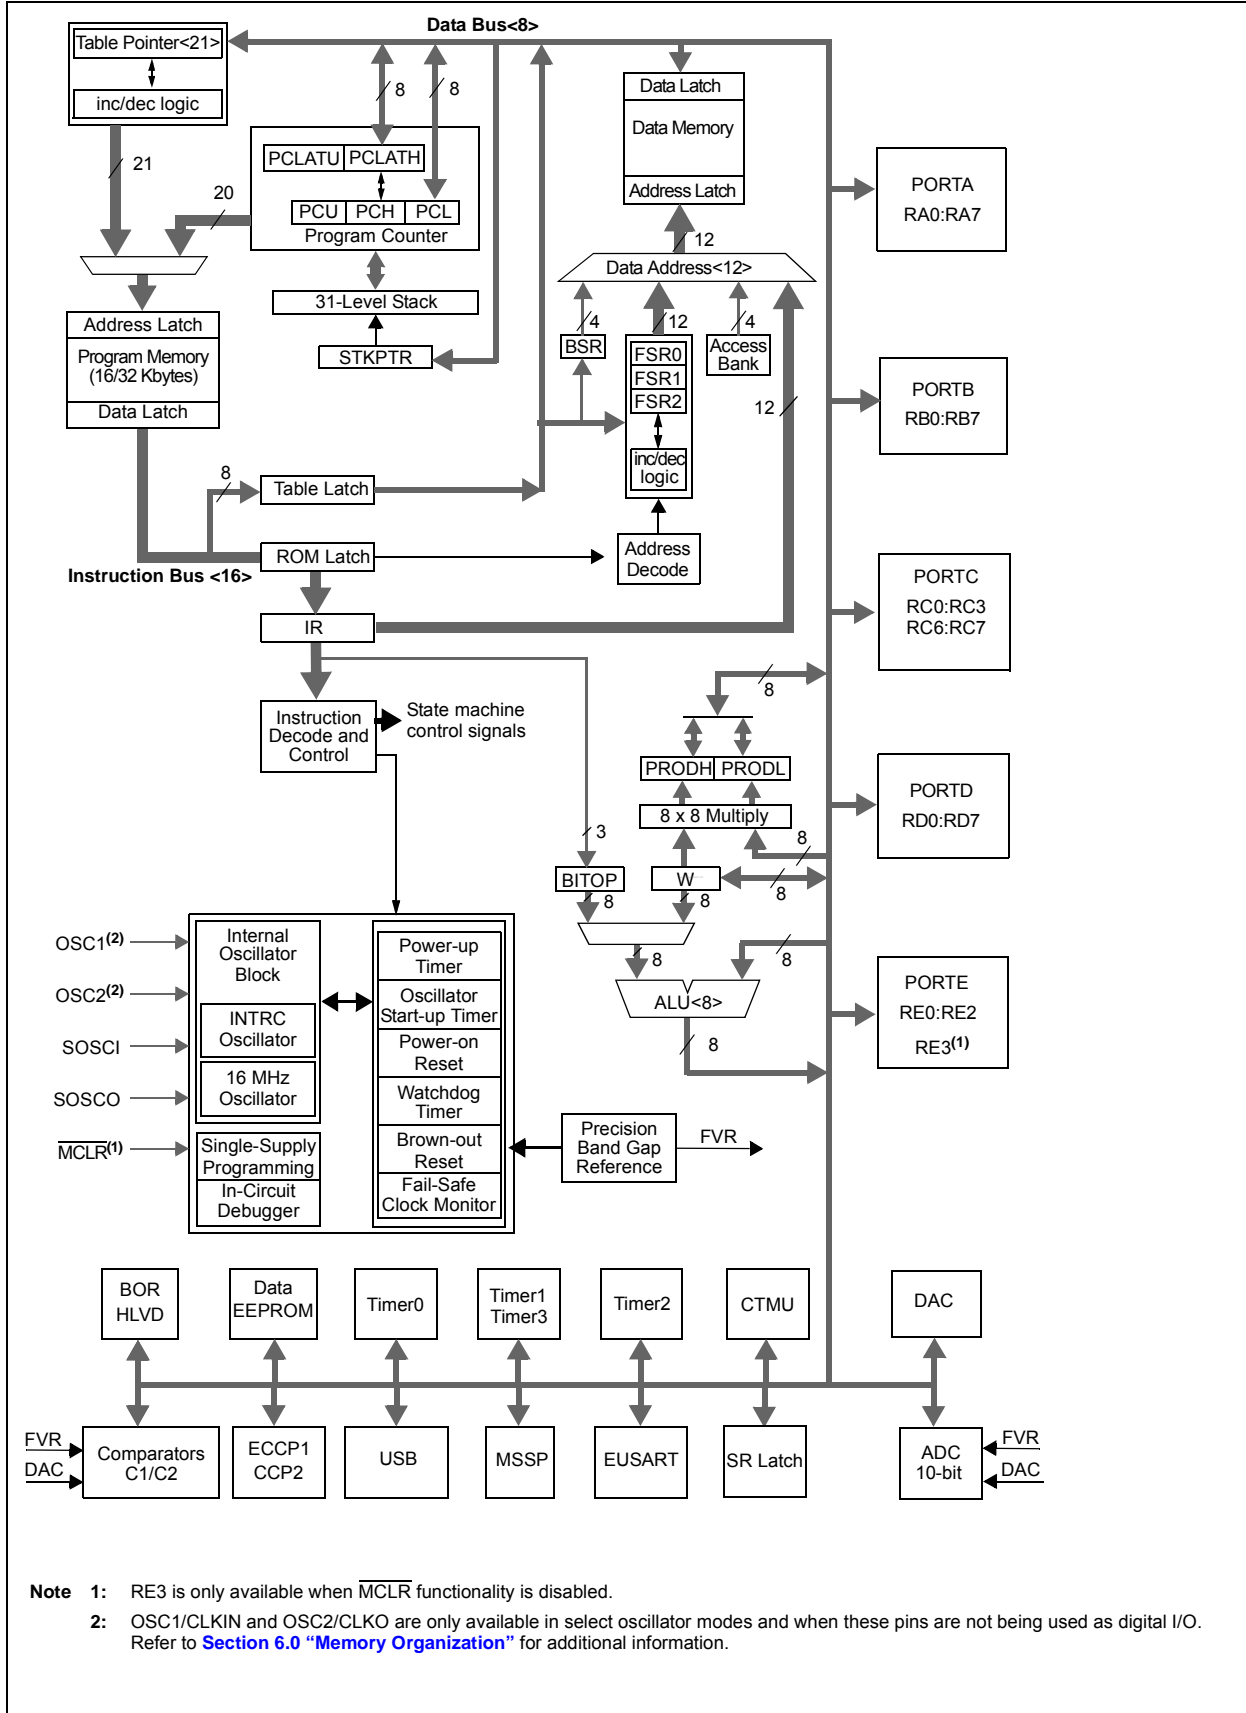 Data Bus<8>
Table Pointer<21>
inc/dec logic
21
20
8
8
PCLATU
PCLATH
PCU
PCH
PCL
Program Counter
31-Level Stack
STKPTR
Data Latch
Data Memory
Address Latch
12
Data Address<12>
4
12
4
BSR
FSR0
FSR1
FSR2
inc/dec
logic
Access
Bank
12
Address Latch
Program Memory
(16/32 Kbytes)
Data Latch
8
Table Latch
ROM Latch
Instruction Bus <16>
Address
Decode
IR
Instruction
Decode and
Control
State machine
control signals
PORTA
RA0:RA7
PORTB
RB0:RB7
PORTC
RC0:RC3
RC6:RC7
PORTD
RD0:RD7
PORTE
RE0:RE2
RE3(1)
8
PRODH
PRODL
8 x 8 Multiply
3
8
BITOP
W
8
8
8
8
8
ALU<8>
8
OSC1(2)
OSC2(2)
SOSCI
SOSCO
MCLR(1)
Internal
Oscillator
Block
INTRC
Oscillator
16 MHz
Oscillator
Single-Supply
Programming
In-Circuit
Debugger
Power-up
Timer
Oscillator
Start-up Timer
Power-on
Reset
Watchdog
Timer
Brown-out
Reset
Fail-Safe
Clock Monitor
Precision
Band Gap
Reference
FVR
BOR
HLVD
Data
EEPROM
Timer0
Timer1
Timer3
Timer2
CTMU
DAC
FVR
DAC
Comparators
C1/C2
ECCP1
CCP2
USB
MSSP
EUSART
SR Latch
ADC
10-bit
FVR
DAC
Note 1: RE3 is only available when MCLR functionality is disabled.
2: OSC1/CLKIN and OSC2/CLKO are only available in select oscillator modes and when these pins are not being used as digital I/O.
Refer to Section 6.0 “Memory Organization” for additional information.